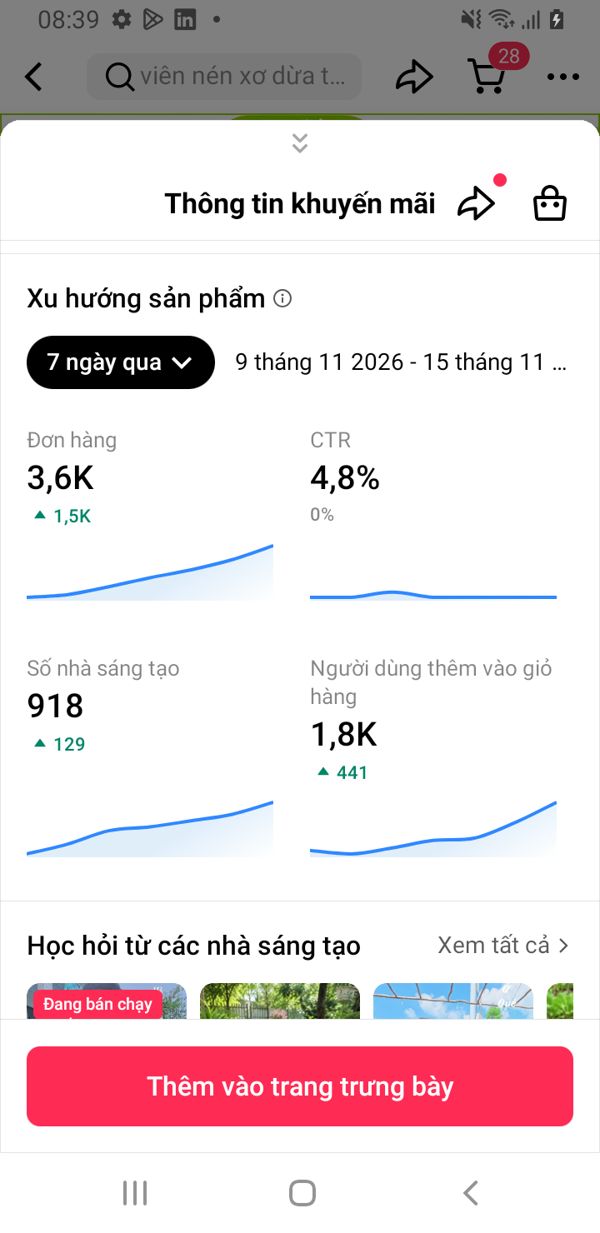 08:39
viên nén xơ dừa t...
28
Thông tin khuyến mãi
Xu hướng sản phẩm
7 ngày qua
9 tháng 11 2026 - 15 tháng 11 ...
Đơn hàng
3,6K
1,5K
CTR
4,8%
0%
Số nhà sáng tạo
918
129
Người dùng thêm vào giỏ
hàng
1,8K
441
Học hỏi từ các nhà sáng tạo
Xem tất cả
Đang bán chạy
Thêm vào trang trưng bày